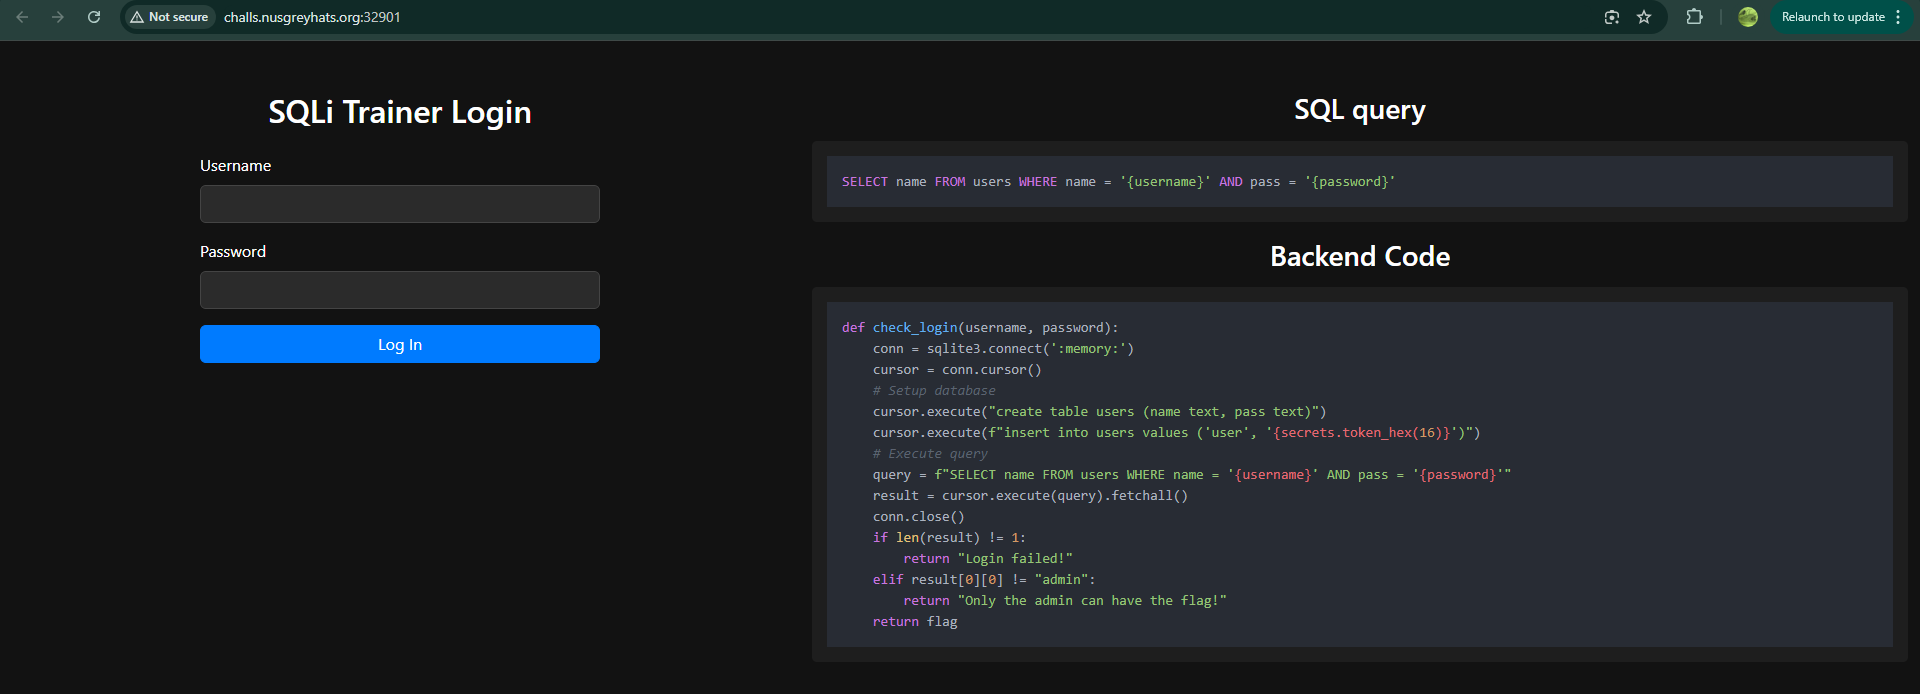 Not secure
challs.nusgreyhats.org:32901
Relaunch to update
SQLi Trainer Login
Username
Password
Log In
SQL query
SELECT name FROM users WHERE name = '{username}' AND pass = '{password}'
Backend Code
def check_login(username, password):
    conn = sqlite3.connect(':memory:')
    cursor = conn.cursor()
    # Setup database
    cursor.execute("create table users (name text, pass text)")
    cursor.execute(f"insert into users values ('user', '{secrets.token_hex(16)}')")
    # Execute query
    query = f"SELECT name FROM users WHERE name = '{username}' AND pass = '{password}'"
    result = cursor.execute(query).fetchall()
    conn.close()
    if len(result) != 1:
        return "Login failed!"
    elif result[0][0] != "admin":
        return "Only the admin can have the flag!"
    return flag